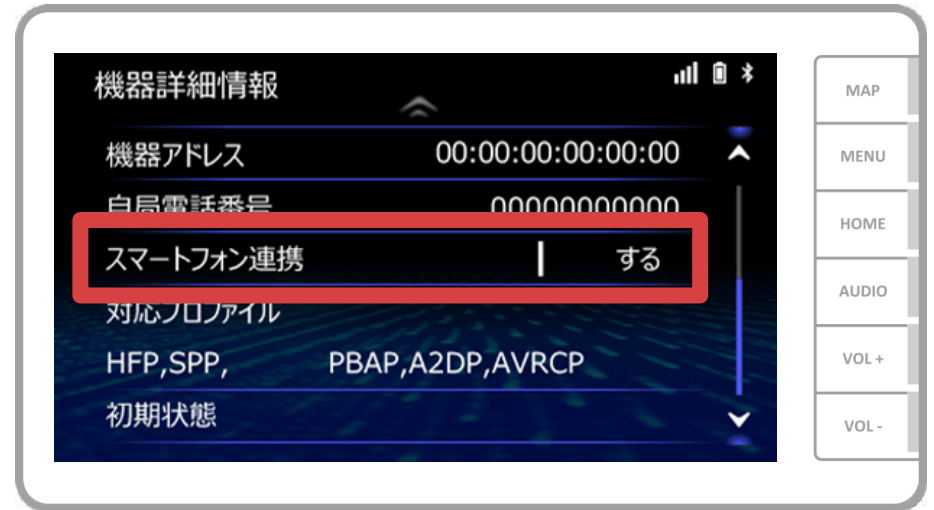 機器詳細情報
機器アドレス 00:00:00:00:00:00
自局電話番号 00000000000
スマートフォン連携 する
対応プロファイル
HFP,SPP, PBAP,A2DP,AVRCP
初期状態
MAP
MENU
HOME
AUDIO
VOL +
VOL -